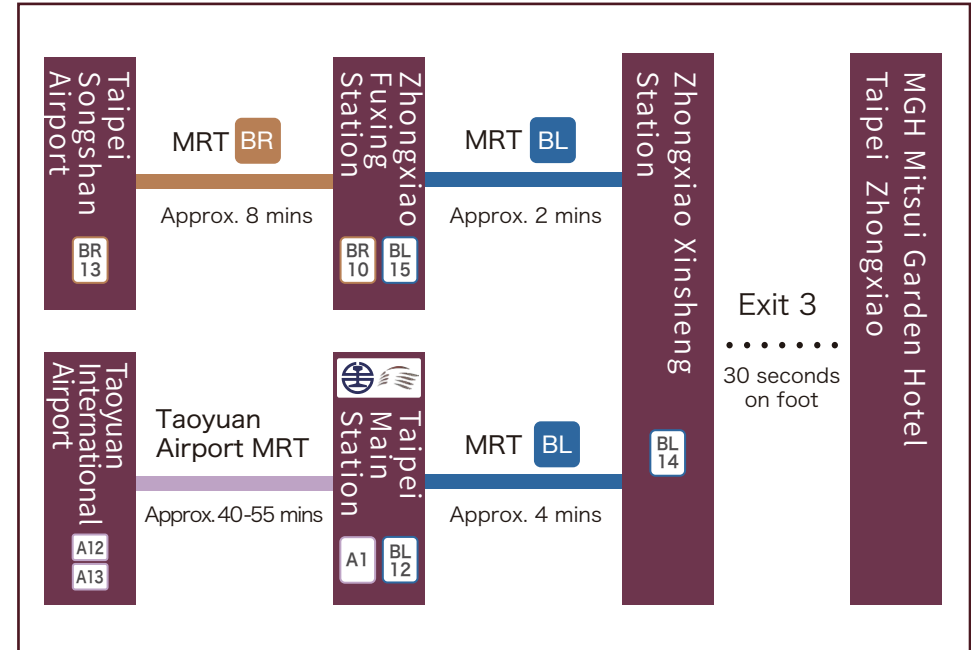 Taipei
Songshan
Airport
BR
13
MRT BR
Approx. 8 mins
Zhongxiao
Fuxing
Station
BR
10
BL
15
MRT BL
Approx. 2 mins
Taoyuan
International
Airport
A12
A13
Taoyuan
Airport MRT
Approx. 40-55 mins
Taipei
Main
Station
A1
BL
12
MRT BL
Approx. 4 mins
Zhongxiao Xinsheng
Station
BL
14
Exit 3
30 seconds
on foot
MGH Mitsui Garden Hotel
Taipei Zhongxiao